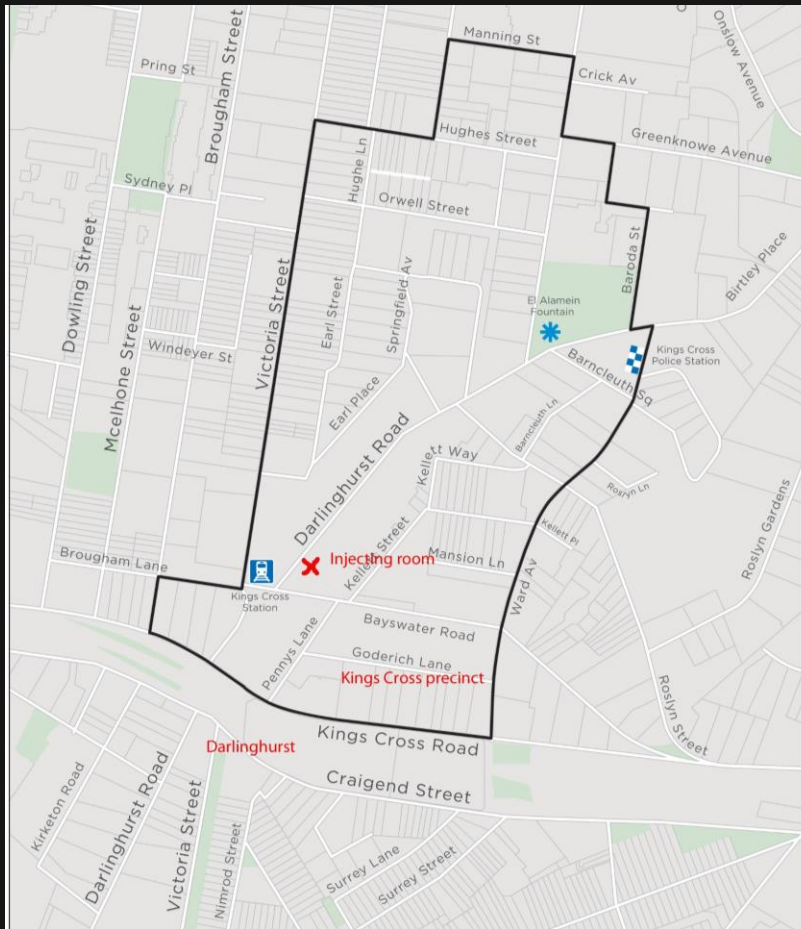 Manning St
Onslow Avenue
Pring St
Crick Av
Brougham Street
Hughes Street
Greenknowe Avenue
Hughe Ln
Sydney Pl
Orwell Street
Dowling Street
Baroda St
Birtley Place
Victoria Street
Earl Street
Springfield Av
El Alamein
Fountain
Mcelhone Street
Windeyer St
Kings Cross
Police Station
Barncleuth Sq
Earl Place
Darlinghurst Road
Barncleuth Ln
Kellett Way
Roslyn Ln
Roslyn Gardens
Kellett Pl
Kellett Street
Injecting room
Mansion Ln
Brougham Lane
Ward Av
Kings Cross
Station
Bayswater Road
Pennys Lane
Goderich Lane
Kings Cross precinct
Roslyn Street
Kings Cross Road
Darlinghurst
Craigend Street
Kirketon Road
Darlinghurst Road
Victoria Street
Nimrod Street
Surrey Lane
Surrey Street